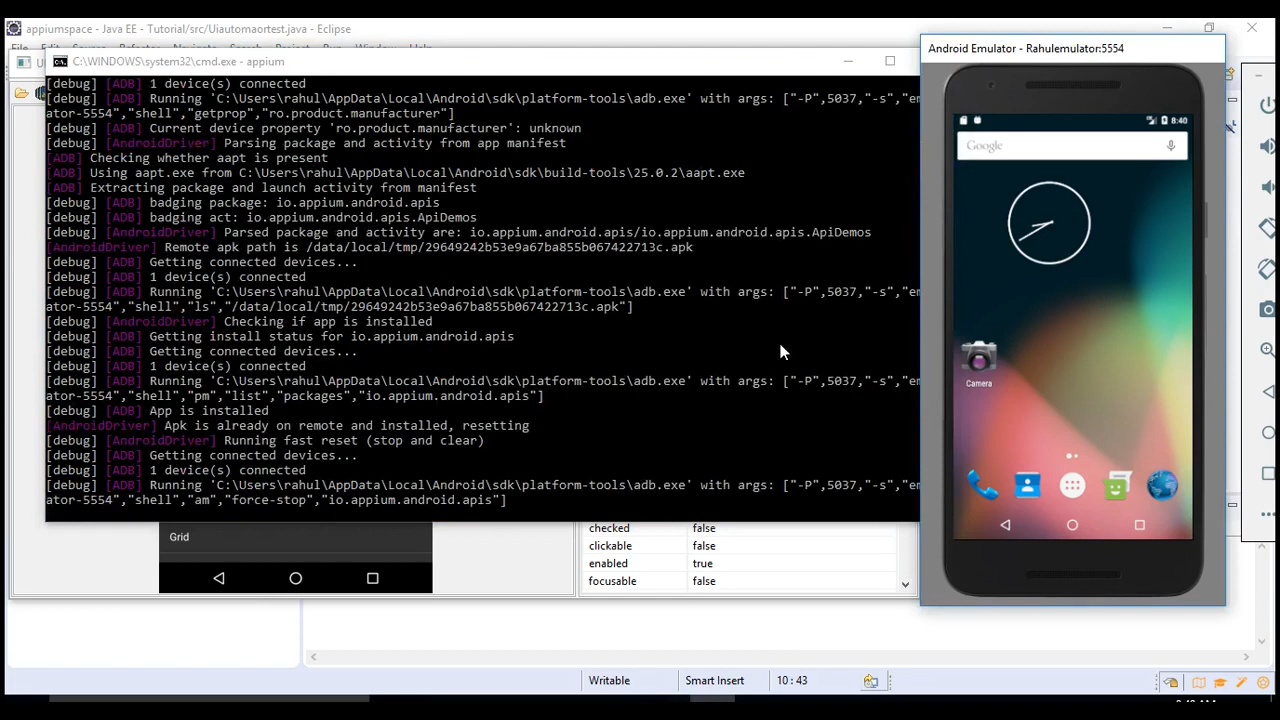 appiumspace - Java EE - Tutorial/src/Uiautomaortest.java - Eclipse
C:\WINDOWS\system32\cmd.exe - appium
[debug] [ADB] 1 device(s) connected
[debug] [ADB] Running 'C:\Users\rahul\AppData\Local\Android\sdk\platform-tools\adb.exe' with args: ["-P",5037,"-s","em
ator-5554","shell","getprop","ro.product.manufacturer"]
[debug] [ADB] Current device property 'ro.product.manufacturer': unknown
[debug] [AndroidDriver] Parsing package and activity from app manifest
[ADB] Checking whether aapt is present
[ADB] Using aapt.exe from C:\Users\rahul\AppData\Local\Android\sdk\build-tools\25.0.2\aapt.exe
[ADB] Extracting package and launch activity from manifest
[debug] [ADB] badging package: io.appium.android.apis
[debug] [ADB] badging act: io.appium.android.apis.ApiDemos
[debug] [AndroidDriver] Parsed package and activity are: io.appium.android.apis/io.appium.android.apis.ApiDemos
[AndroidDriver] Remote apk path is /data/local/tmp/29649242b53e9a67ba855b067422713c.apk
[debug] [ADB] Getting connected devices...
[debug] [ADB] 1 device(s) connected
[debug] [ADB] Running 'C:\Users\rahul\AppData\Local\Android\sdk\platform-tools\adb.exe' with args: ["-P",5037,"-s","em
ator-5554","shell","ls","/data/local/tmp/29649242b53e9a67ba855b067422713c.apk"]
[debug] [AndroidDriver] Checking if app is installed
[debug] [ADB] Getting install status for io.appium.android.apis
[debug] [ADB] Getting connected devices...
[debug] [ADB] 1 device(s) connected
[debug] [ADB] Running 'C:\Users\rahul\AppData\Local\Android\sdk\platform-tools\adb.exe' with args: ["-P",5037,"-s","em
ator-5554","shell","pm","list","packages","io.appium.android.apis"]
[debug] [ADB] App is installed
[AndroidDriver] Apk is already on remote and installed, resetting
[debug] [AndroidDriver] Running fast reset (stop and clear)
[debug] [ADB] Getting connected devices...
[debug] [ADB] 1 device(s) connected
[debug] [ADB] Running 'C:\Users\rahul\AppData\Local\Android\sdk\platform-tools\adb.exe' with args: ["-P",5037,"-s","em
ator-5554","shell","am","force-stop","io.appium.android.apis"]
Android Emulator - Rahulemulator:5554
8:40
Google
Camera
Grid
checked false
clickable false
enabled true
focusable false
Writable Smart Insert 10 : 43